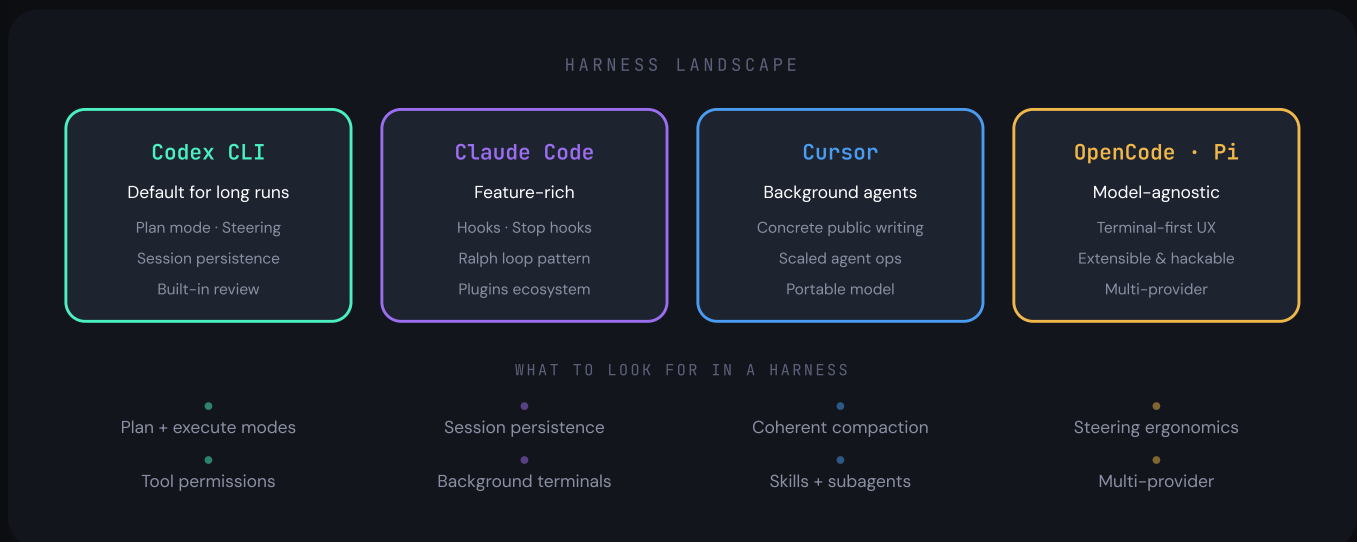 HARNESS LANDSCAPE
Codex CLI
Default for long runs
Plan mode · Steering
Session persistence
Built-in review
Claude Code
Feature-rich
Hooks · Stop hooks
Ralph loop pattern
Plugins ecosystem
Cursor
Background agents
Concrete public writing
Scaled agent ops
Portable model
OpenCode · Pi
Model-agnostic
Terminal-first UX
Extensible & hackable
Multi-provider
WHAT TO LOOK FOR IN A HARNESS
Plan + execute modes
Session persistence
Coherent compaction
Steering ergonomics
Tool permissions
Background terminals
Skills + subagents
Multi-provider